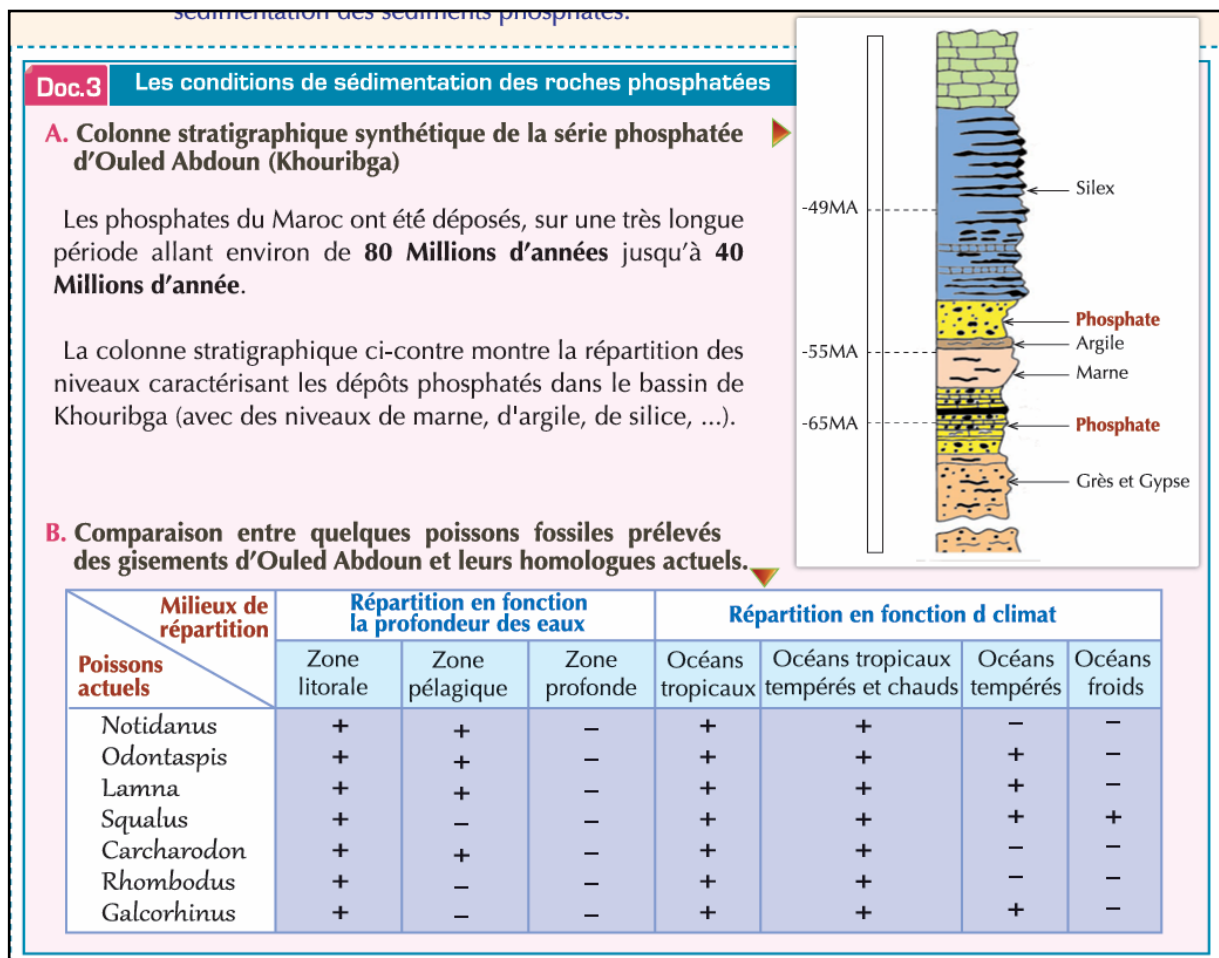 sédimentation des sédiments phosphatés.
Doc.3 Les conditions de sédimentation des roches phosphatées
A. Colonne stratigraphique synthétique de la série phosphatée
d'Ouled Abdoun (Khouribga)
Les phosphates du Maroc ont été déposés, sur une très longue
période allant environ de 80 Millions d'années jusqu'à 40
Millions d'année.
La colonne stratigraphique ci-contre montre la répartition des
niveaux caractérisant les dépôts phosphatés dans le bassin de
Khouribga (avec des niveaux de marne, d'argile, de silice, ...).
Silex
-49MA
Phosphate
Argile
-55MA
Marne
-65MA
Phosphate
Grès et Gypse
B. Comparaison entre quelques poissons fossiles prélevés
des gisements d'Ouled Abdoun et leurs homologues actuels.
Milieux de
répartition
Poissons
actuels
Répartition en fonction
la profondeur des eaux
Répartition en fonction d climat
Zone
litorale
Zone
pélagique
Zone
profonde
Océans
tropicaux
Océans tropicaux
tempérés et chauds
Océans
tempérés
Océans
froids
Notidanus + + – + + – –
Odontaspis + + – + + + –
Lamna + + – + + + –
Squalus + – – + + + +
Carcharodon + + – + + – –
Rhombodus + – – + + – –
Galcorhinus + – – + + + –